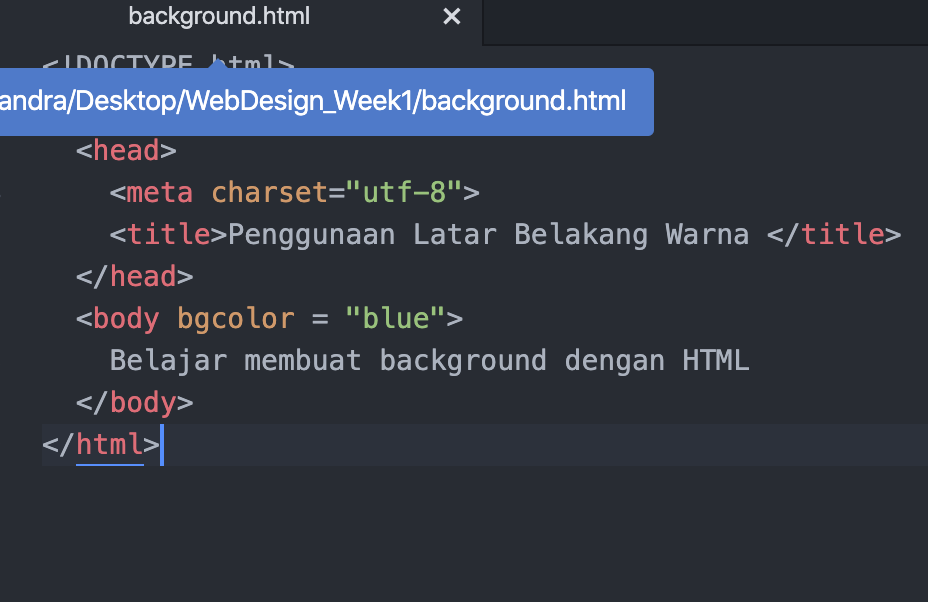 background.html ×
<!DOCTYPE html>
andra/Desktop/WebDesign_Week1/background.html
<head>
<meta charset="utf-8">
<title>Penggunaan Latar Belakang Warna </title>
</head>
<body bgcolor = "blue">
Belajar membuat background dengan HTML
</body>
</html>